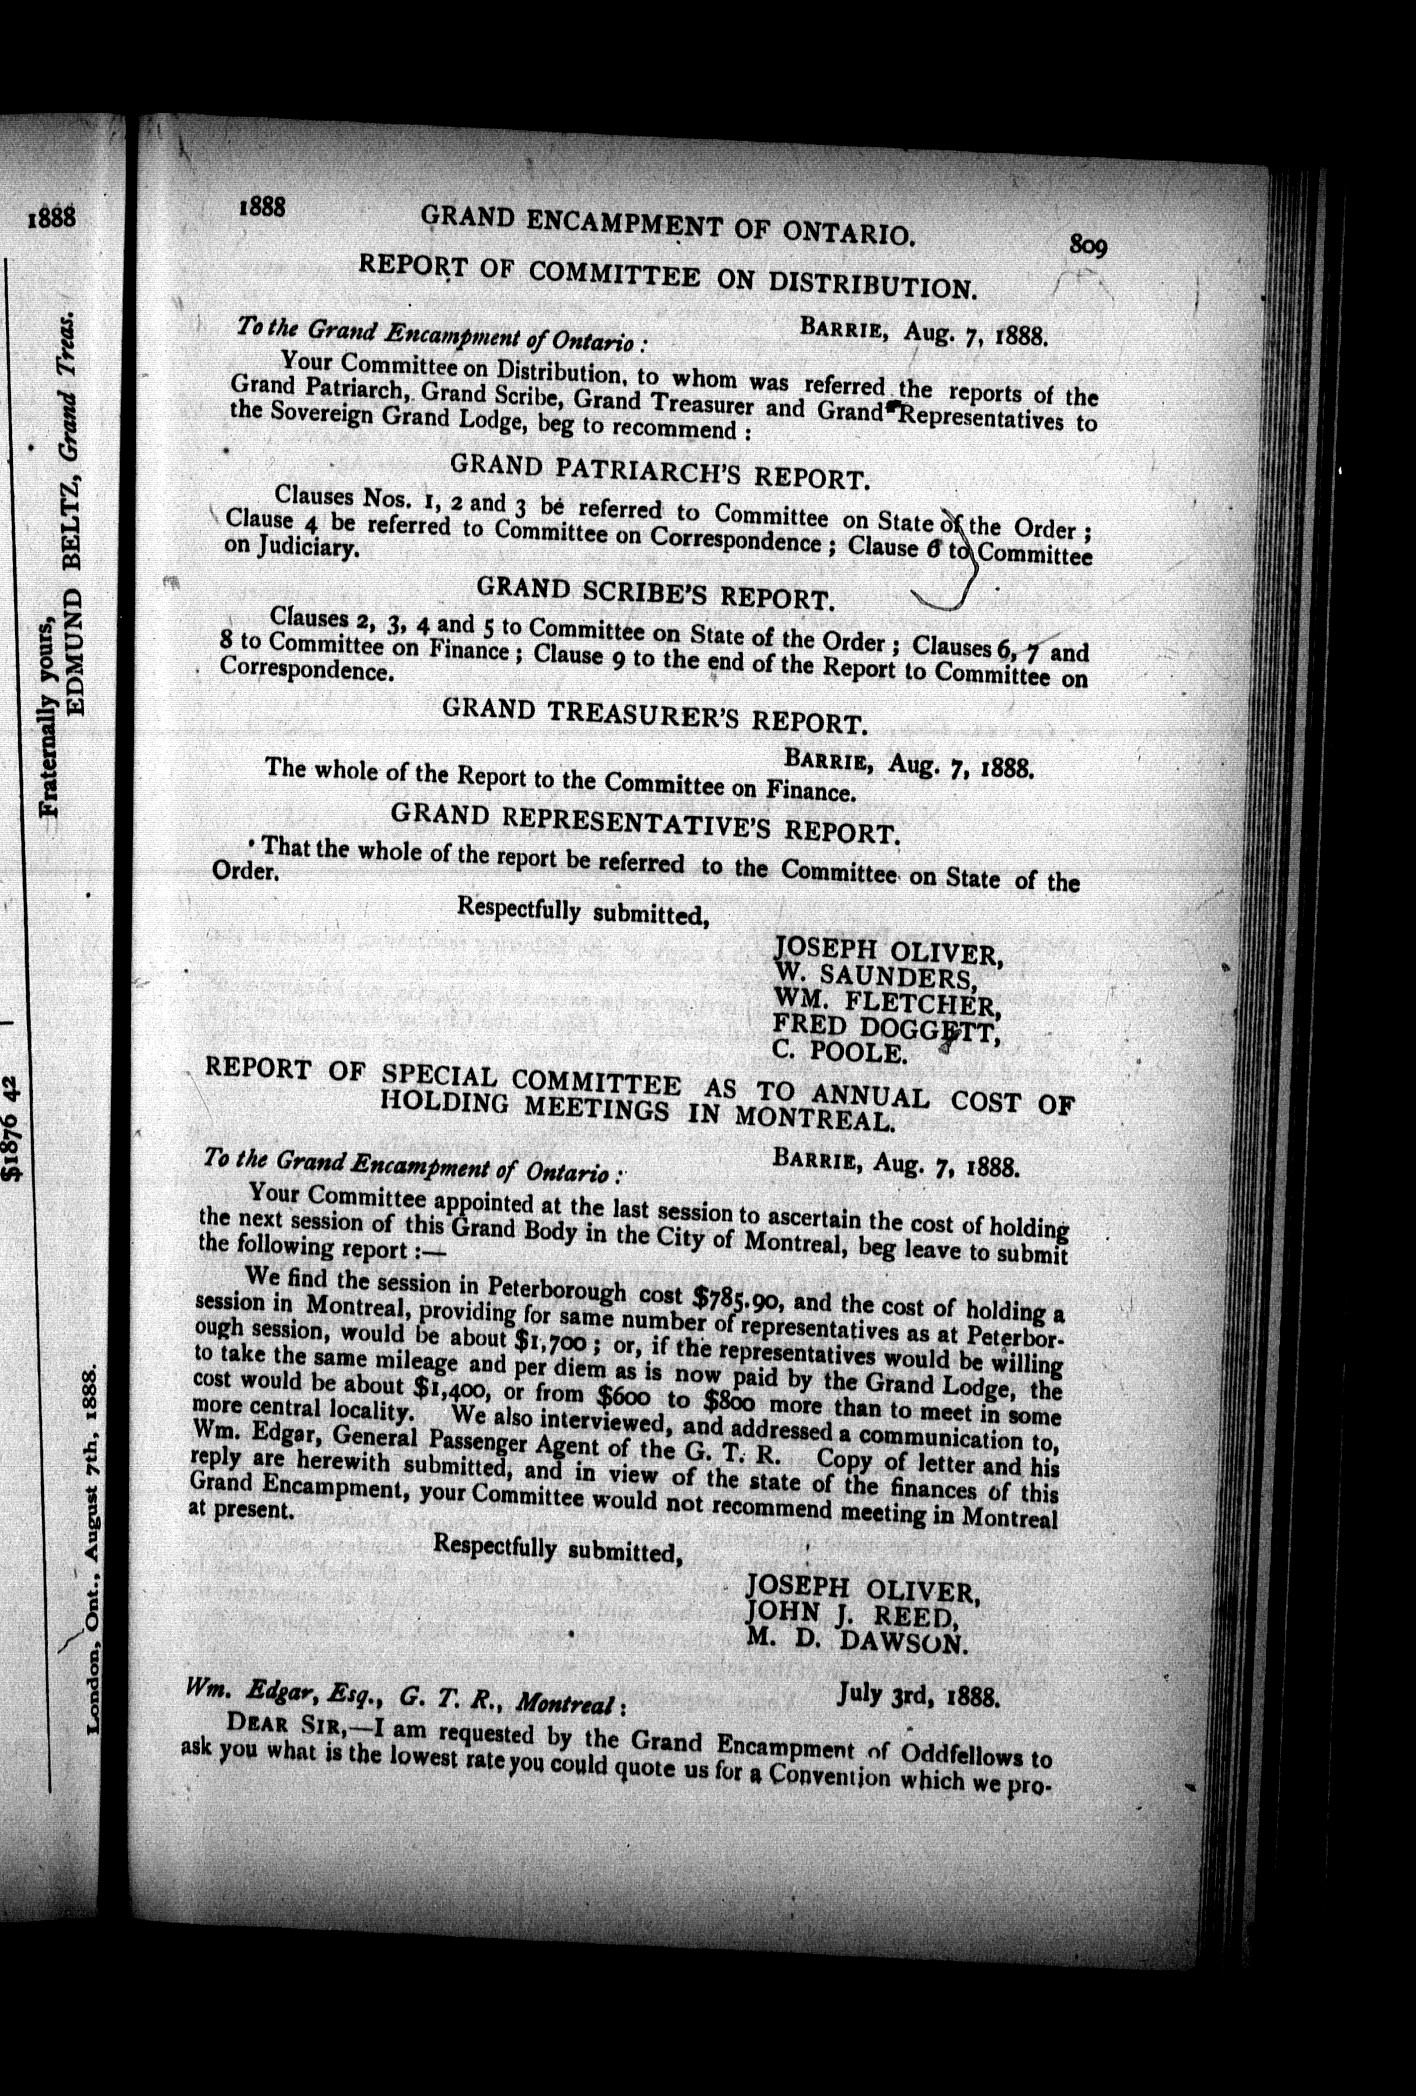 1888
Fraternally yours,
EDMUND BELTZ, Grand Treas.
$1876 42
London, Ont., August 7th, 1888.
1888 GRAND ENCAMPMENT OF ONTARIO. 809
REPORT OF COMMITTEE ON DISTRIBUTION.
BARRIE, Aug. 7, 1888.
To the Grand Encampment of Ontario :
Your Committee on Distribution, to whom was referred the reports of the
Grand Patriarch, Grand Scribe, Grand Treasurer and Grand Representatives to
the Sovereign Grand Lodge, beg to recommend :
GRAND PATRIARCH'S REPORT.
Clauses Nos. 1, 2 and 3 be referred to Committee on State of the Order ;
Clause 4 be referred to Committee on Correspondence ; Clause 6 to Committee
on Judiciary.
GRAND SCRIBE'S REPORT.
Clauses 2, 3, 4 and 5 to Committee on State of the Order ; Clauses 6, 7 and
8 to Committee on Finance ; Clause 9 to the end of the Report to Committee on
Correspondence.
GRAND TREASURER'S REPORT.
BARRIE, Aug. 7, 1888.
The whole of the Report to the Committee on Finance.
GRAND REPRESENTATIVE'S REPORT.
That the whole of the report be referred to the Committee on State of the
Order.
Respectfully submitted,
JOSEPH OLIVER,
W. SAUNDERS,
WM. FLETCHER,
FRED DOGGETT,
C. POOLE.
REPORT OF SPECIAL COMMITTEE AS TO ANNUAL COST OF
HOLDING MEETINGS IN MONTREAL.
BARRIE, Aug. 7, 1888.
To the Grand Encampment of Ontario :
Your Committee appointed at the last session to ascertain the cost of holding
the next session of this Grand Body in the City of Montreal, beg leave to submit
the following report :—
We find the session in Peterborough cost $785.90, and the cost of holding a
session in Montreal, providing for same number of representatives as at Peterbor-
ough session, would be about $1,700 ; or, if the representatives would be willing
to take the same mileage and per diem as is now paid by the Grand Lodge, the
cost would be about $1,400, or from $600 to $800 more than to meet in some
more central locality. We also interviewed, and addressed a communication to,
Wm. Edgar, General Passenger Agent of the G. T. R. Copy of letter and his
reply are herewith submitted, and in view of the state of the finances of this
Grand Encampment, your Committee would not recommend meeting in Montreal
at present.
Respectfully submitted,
JOSEPH OLIVER,
JOHN J. REED,
M. D. DAWSON.
July 3rd, 1888.
Wm. Edgar, Esq., G. T. R., Montreal :
DEAR SIR,—I am requested by the Grand Encampment of Oddfellows to
ask you what is the lowest rate you could quote us for a Convention which we pro-